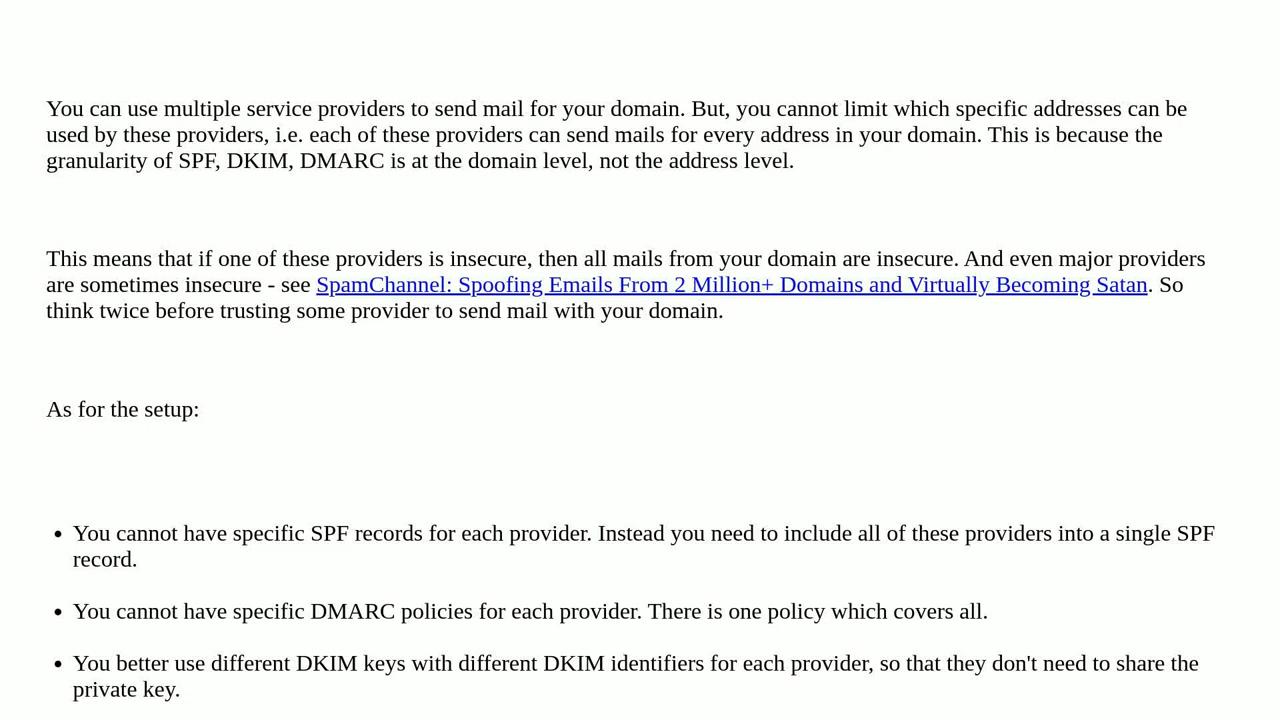 You can use multiple service providers to send mail for your domain. But, you cannot limit which specific addresses can be
used by these providers, i.e. each of these providers can send mails for every address in your domain. This is because the
granularity of SPF, DKIM, DMARC is at the domain level, not the address level.
This means that if one of these providers is insecure, then all mails from your domain are insecure. And even major providers
are sometimes insecure - see SpamChannel: Spoofing Emails From 2 Million+ Domains and Virtually Becoming Satan. So
think twice before trusting some provider to send mail with your domain.
As for the setup:
• You cannot have specific SPF records for each provider. Instead you need to include all of these providers into a single SPF
record.
• You cannot have specific DMARC policies for each provider. There is one policy which covers all.
• You better use different DKIM keys with different DKIM identifiers for each provider, so that they don't need to share the
private key.